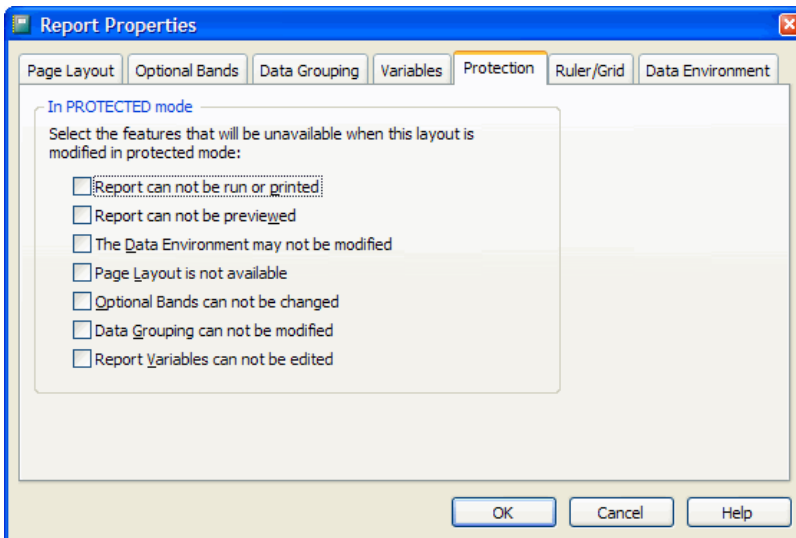 Report Properties
Page Layout Optional Bands Data Grouping Variables Protection Ruler/Grid Data Environment
In PROTECTED mode
Select the features that will be unavailable when this layout is
modified in protected mode:
Report can not be run or printed
Report can not be previewed
The Data Environment may not be modified
Page Layout is not available
Optional Bands can not be changed
Data Grouping can not be modified
Report Variables can not be edited
OK Cancel Help